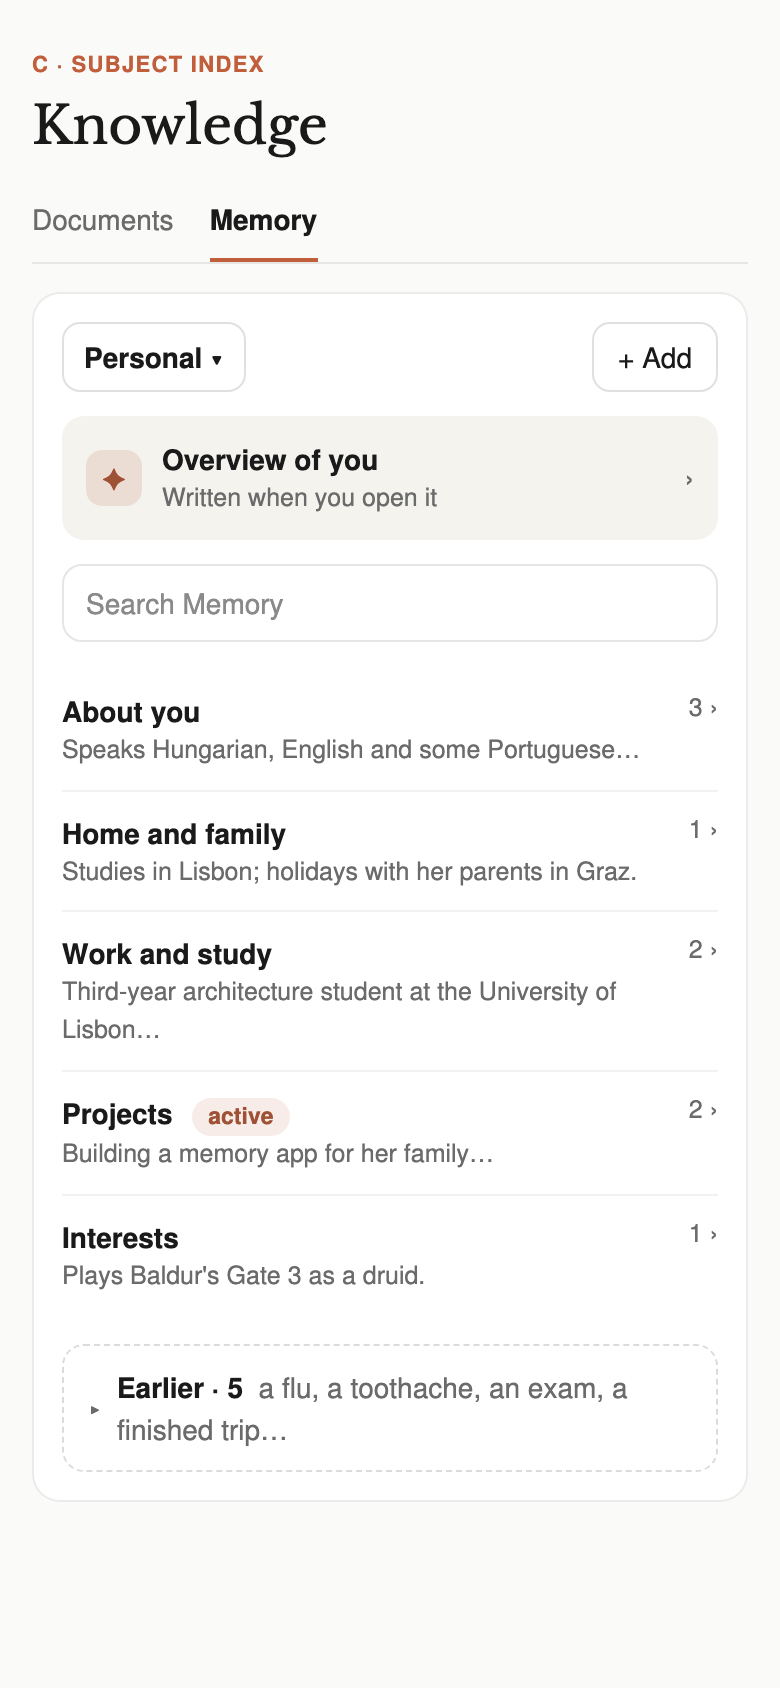 C · SUBJECT INDEX
Knowledge
Documents Memory
Personal ▾ + Add
Overview of you
Written when you open it ›
Search Memory
About you 3 ›
Speaks Hungarian, English and some Portuguese…
Home and family 1 ›
Studies in Lisbon; holidays with her parents in Graz.
Work and study 2 ›
Third-year architecture student at the University of
Lisbon…
Projects active 2 ›
Building a memory app for her family…
Interests 1 ›
Plays Baldur's Gate 3 as a druid.
▸ Earlier · 5 a flu, a toothache, an exam, a
finished trip…